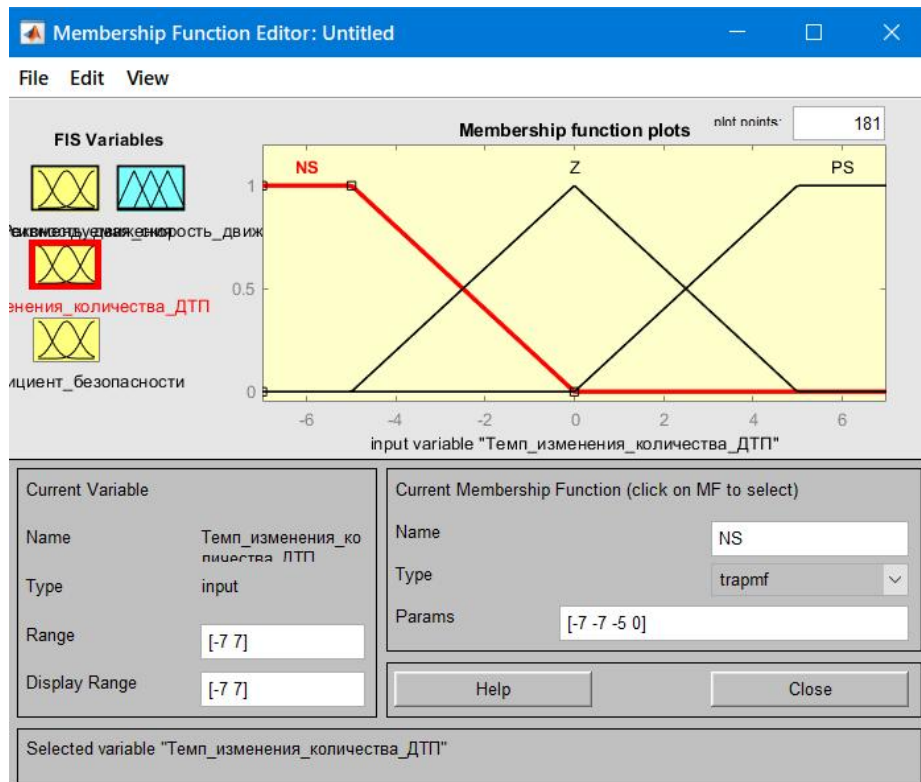 Membership Function Editor: Untitled
File Edit View
FIS Variables
Membership function plots
plot points:
181
енения_количества_ДТП
ициент_безопасности
NS
Z
PS
1
0.5
0
-6 -4 -2 0 2 4 6
input variable "Темп_изменения_количества_ДТП"
Current Variable
Name
Темп_изменения_ко
личества_ДТП
Type
input
Range
[-7 7]
Display Range
[-7 7]
Current Membership Function (click on MF to select)
Name
NS
Type
trapmf
Params
[-7 -7 -5 0]
Help
Close
Selected variable "Темп_изменения_количества_ДТП"